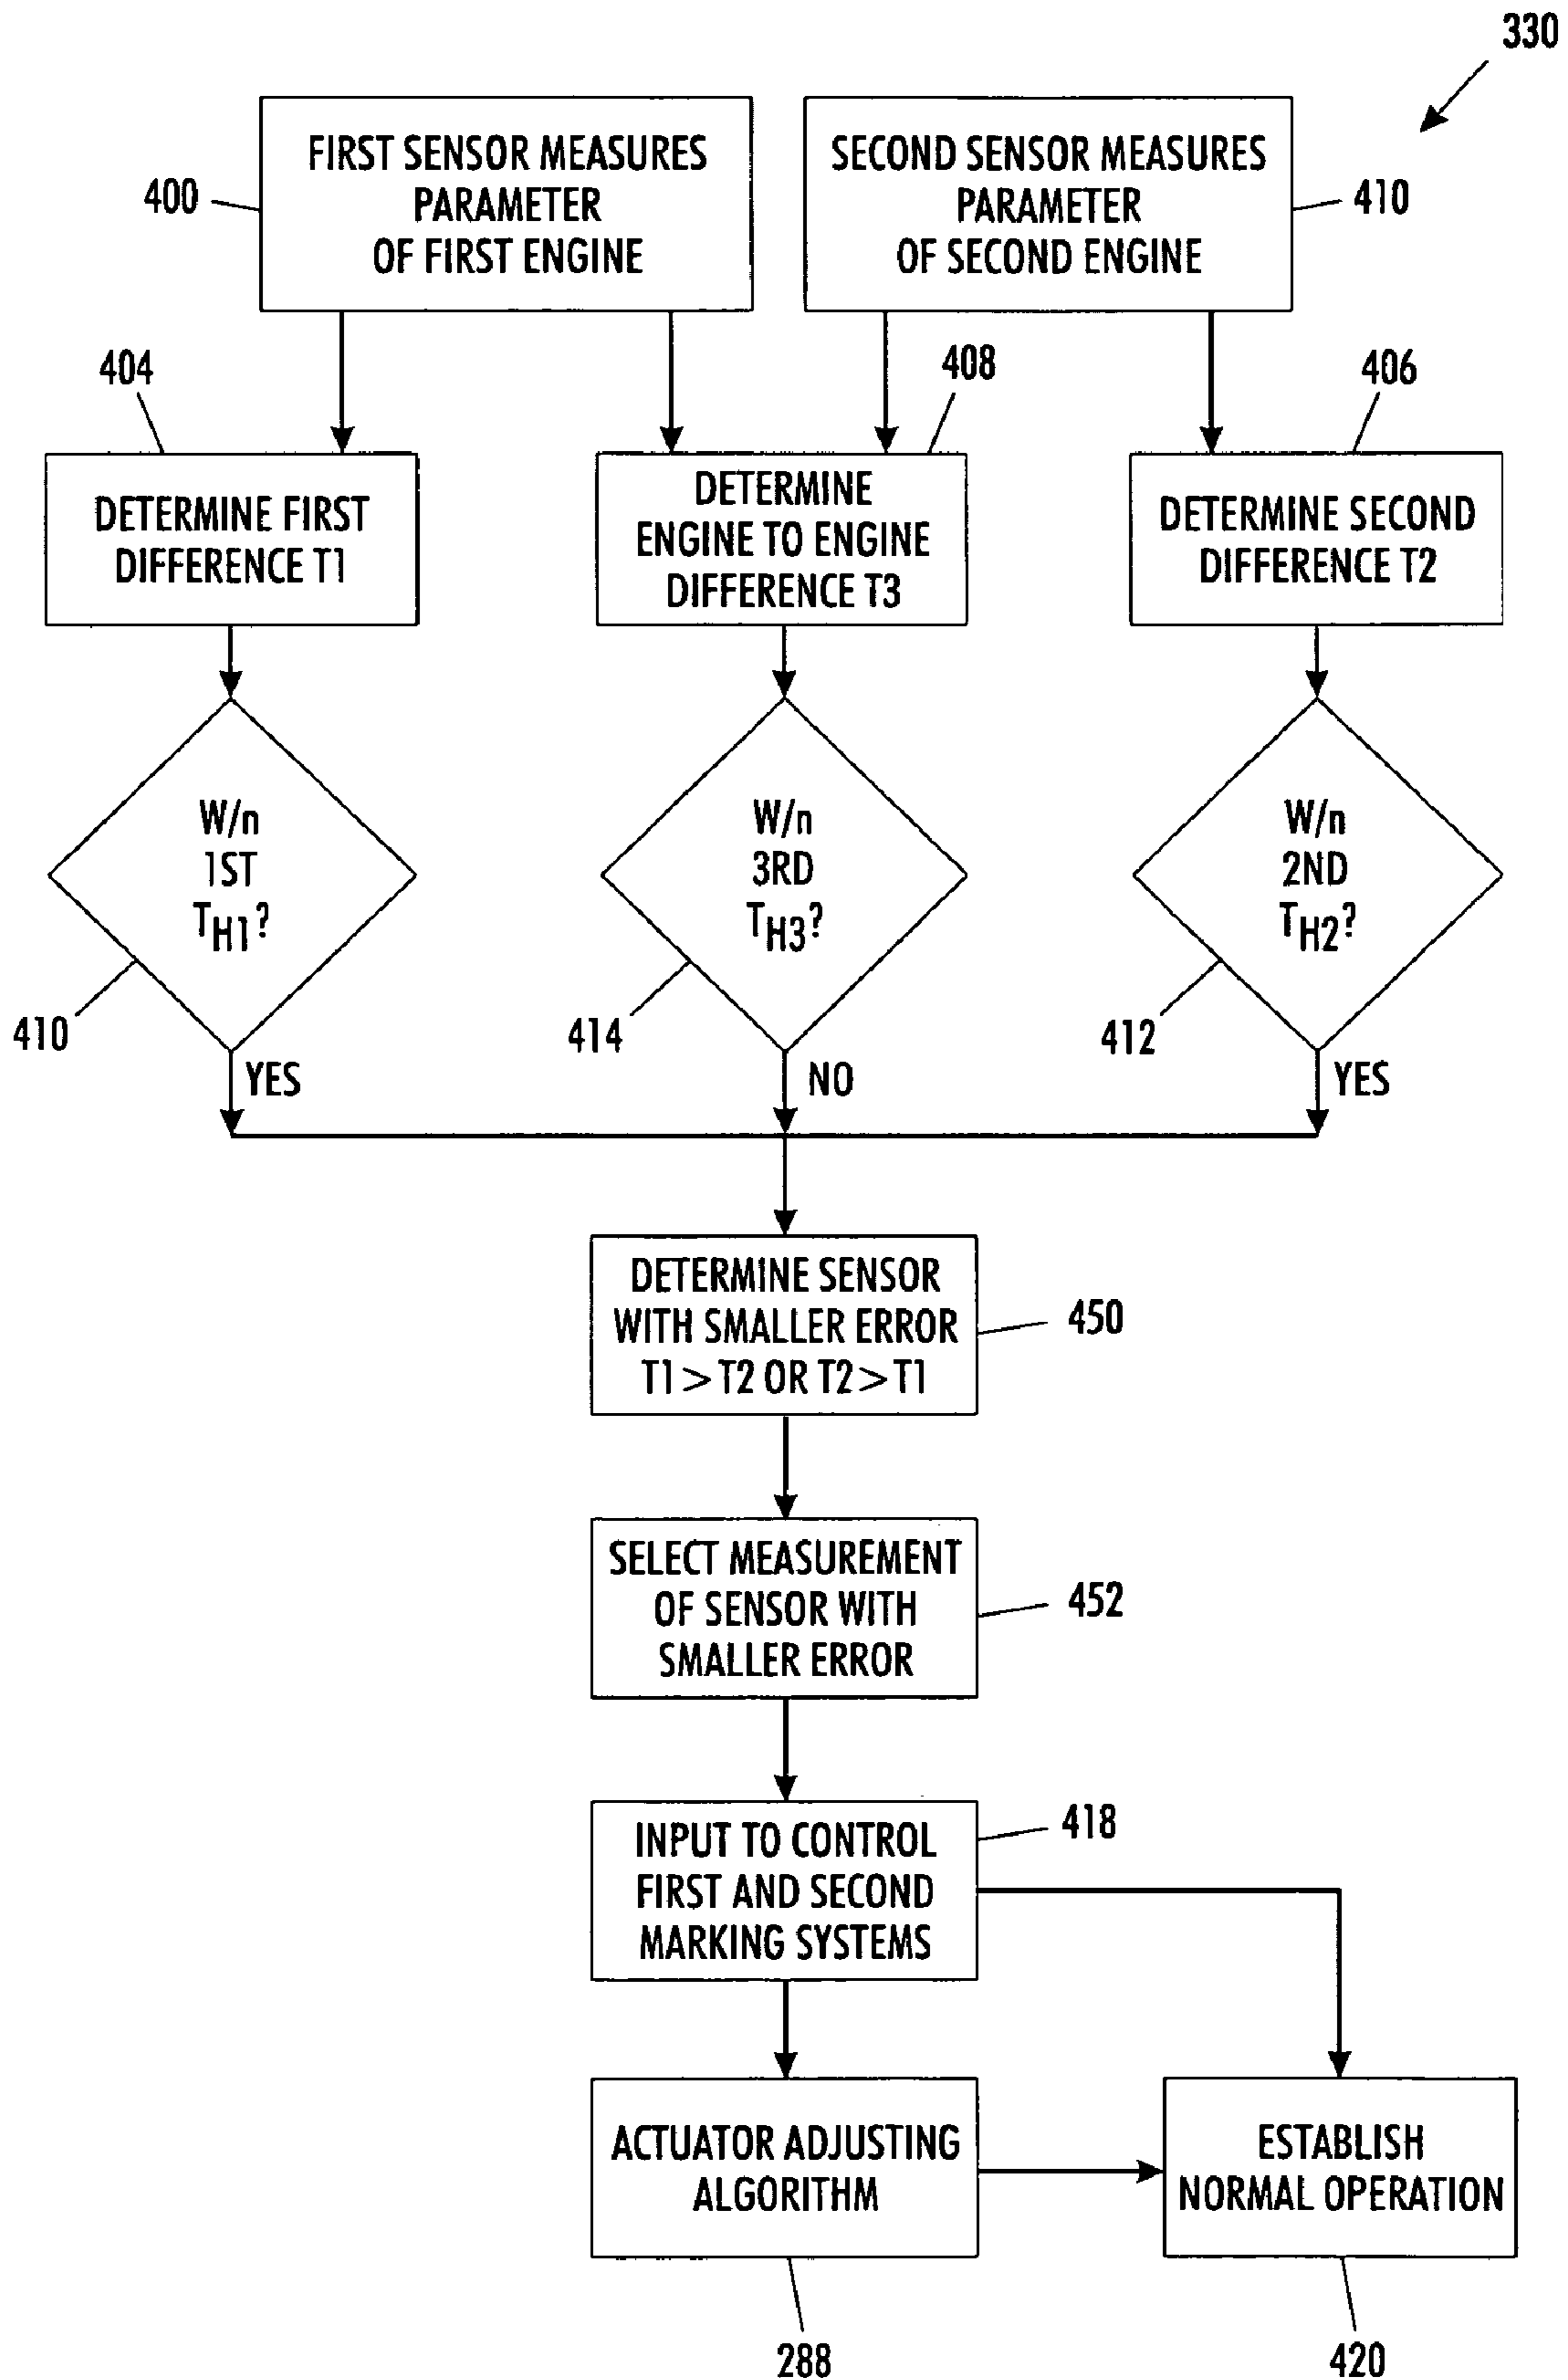 330
FIRST SENSOR MEASURES
PARAMETER
OF FIRST ENGINE
400
SECOND SENSOR MEASURES
PARAMETER
OF SECOND ENGINE
410
404
408
406
DETERMINE FIRST
DIFFERENCE T1
DETERMINE
ENGINE TO ENGINE
DIFFERENCE T3
DETERMINE SECOND
DIFFERENCE T2
W/n
1ST
TH1?
410
YES
W/n
3RD
TH3?
414
NO
W/n
2ND
TH2?
412
YES
DETERMINE SENSOR
WITH SMALLER ERROR
T1 > T2 OR T2 > T1
450
SELECT MEASUREMENT
OF SENSOR WITH
SMALLER ERROR
452
INPUT TO CONTROL
FIRST AND SECOND
MARKING SYSTEMS
418
ACTUATOR ADJUSTING
ALGORITHM
288
ESTABLISH
NORMAL OPERATION
420